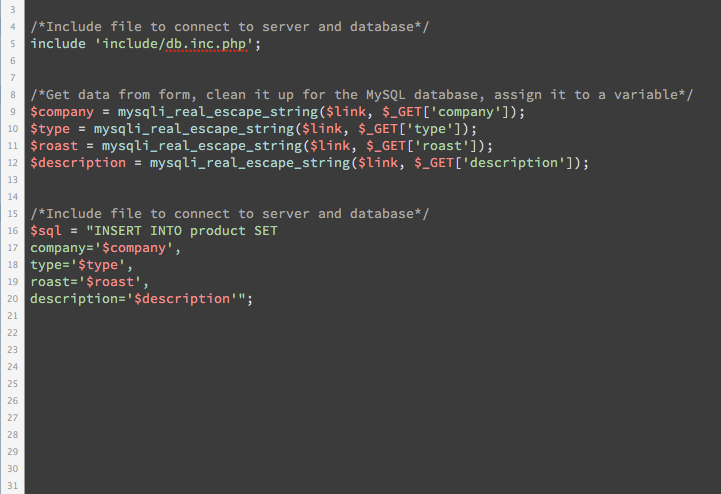 3
4 /*Include file to connect to server and database*/
5 include 'include/db.inc.php';
6
7
8 /*Get data from form, clean it up for the MySQL database, assign it to a variable*/
9 $company = mysqli_real_escape_string($link, $_GET['company']);
10 $type = mysqli_real_escape_string($link, $_GET['type']);
11 $roast = mysqli_real_escape_string($link, $_GET['roast']);
12 $description = mysqli_real_escape_string($link, $_GET['description']);
13
14
15 /*Include file to connect to server and database*/
16 $sql = "INSERT INTO product SET
17 company='$company',
18 type='$type',
19 roast='$roast',
20 description='$description'";
21
22
23
24
25
26
27
28
29
30
31